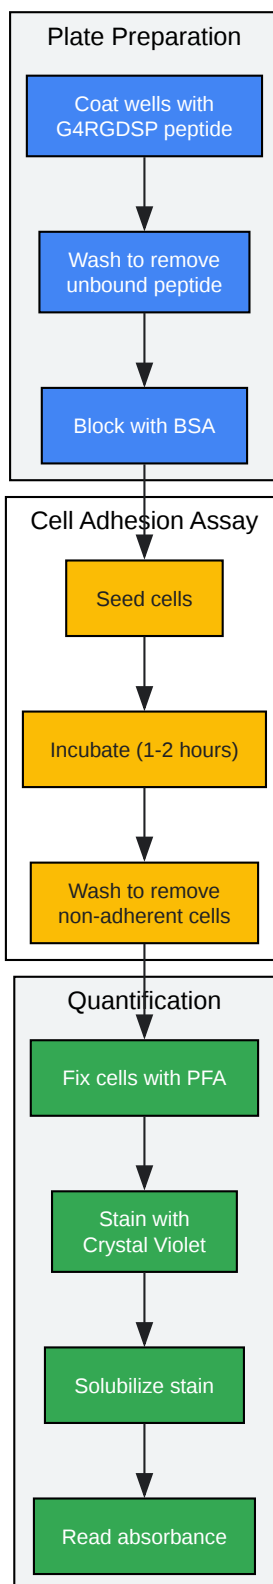 Plate Preparation
Coat wells with
G4RGDSP peptide
Wash to remove
unbound peptide
Block with BSA
Cell Adhesion Assay
Seed cells
Incubate (1-2 hours)
Wash to remove
non-adherent cells
Quantification
Fix cells with PFA
Stain with
Crystal Violet
Solubilize stain
Read absorbance